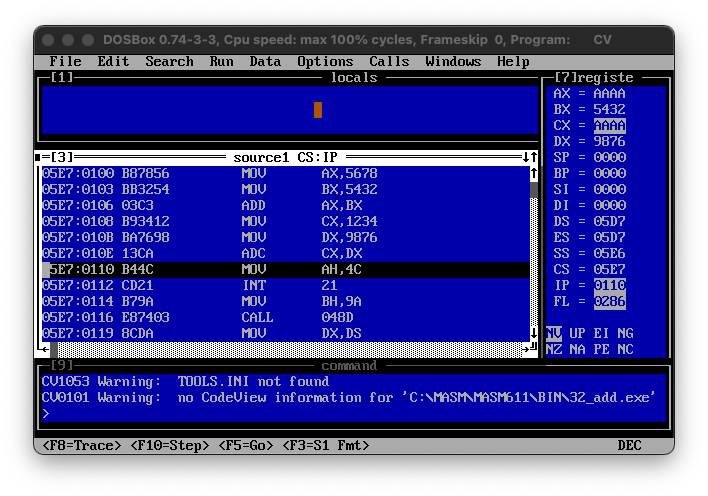 DOSBox 0.74-3-3, Cpu speed: max 100% cycles, Frameskip 0, Program: CV
File Edit Search Run Data Options Calls Windows Help
[1] locals
[7]registe
AX = AAAA
BX = 5432
CX = AAAA
DX = 9876
SP = 0000
BP = 0000
SI = 0000
DI = 0000
DS = 05D7
ES = 05D7
SS = 05E6
CS = 05E7
IP = 0110
FL = 0286
NV UP EI NG
NZ NA PE NC
[3] source1 CS:IP
05E7:0100 B87856 MOV AX,5678
05E7:0103 BB3254 MOV BX,5432
05E7:0106 03C3 ADD AX,BX
05E7:0108 B93412 MOV CX,1234
05E7:010B BA7698 MOV DX,9876
05E7:010E 13CA ADC CX,DX
05E7:0110 B44C MOV AH,4C
05E7:0112 CD21 INT 21
05E7:0114 B79A MOV BH,9A
05E7:0116 E87403 CALL 048D
05E7:0119 8CDA MOV DX,DS
[9] command
CV1053 Warning: TOOLS.INI not found
CV0101 Warning: no CodeView information for 'C:\MASM\MASM611\BIN\32_add.exe'
>
<F8=Trace> <F10=Step> <F5=Go> <F3=S1 Fmt> DEC